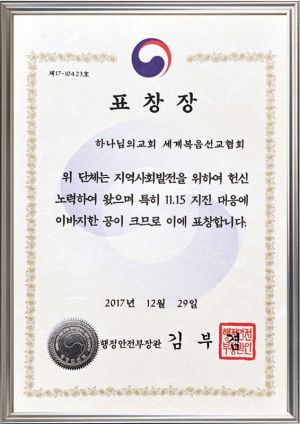 제17-10423호
표창장
하나님의교회 세계복음선교협회
위 단체는 지역사회발전을 위하여 헌신
노력하여 왔으며 특히 11.15 지진 대응에
이바지한 공이 크므로 이에 표창합니다.
2017년 12월 29일
행정안전부장관 김부겸